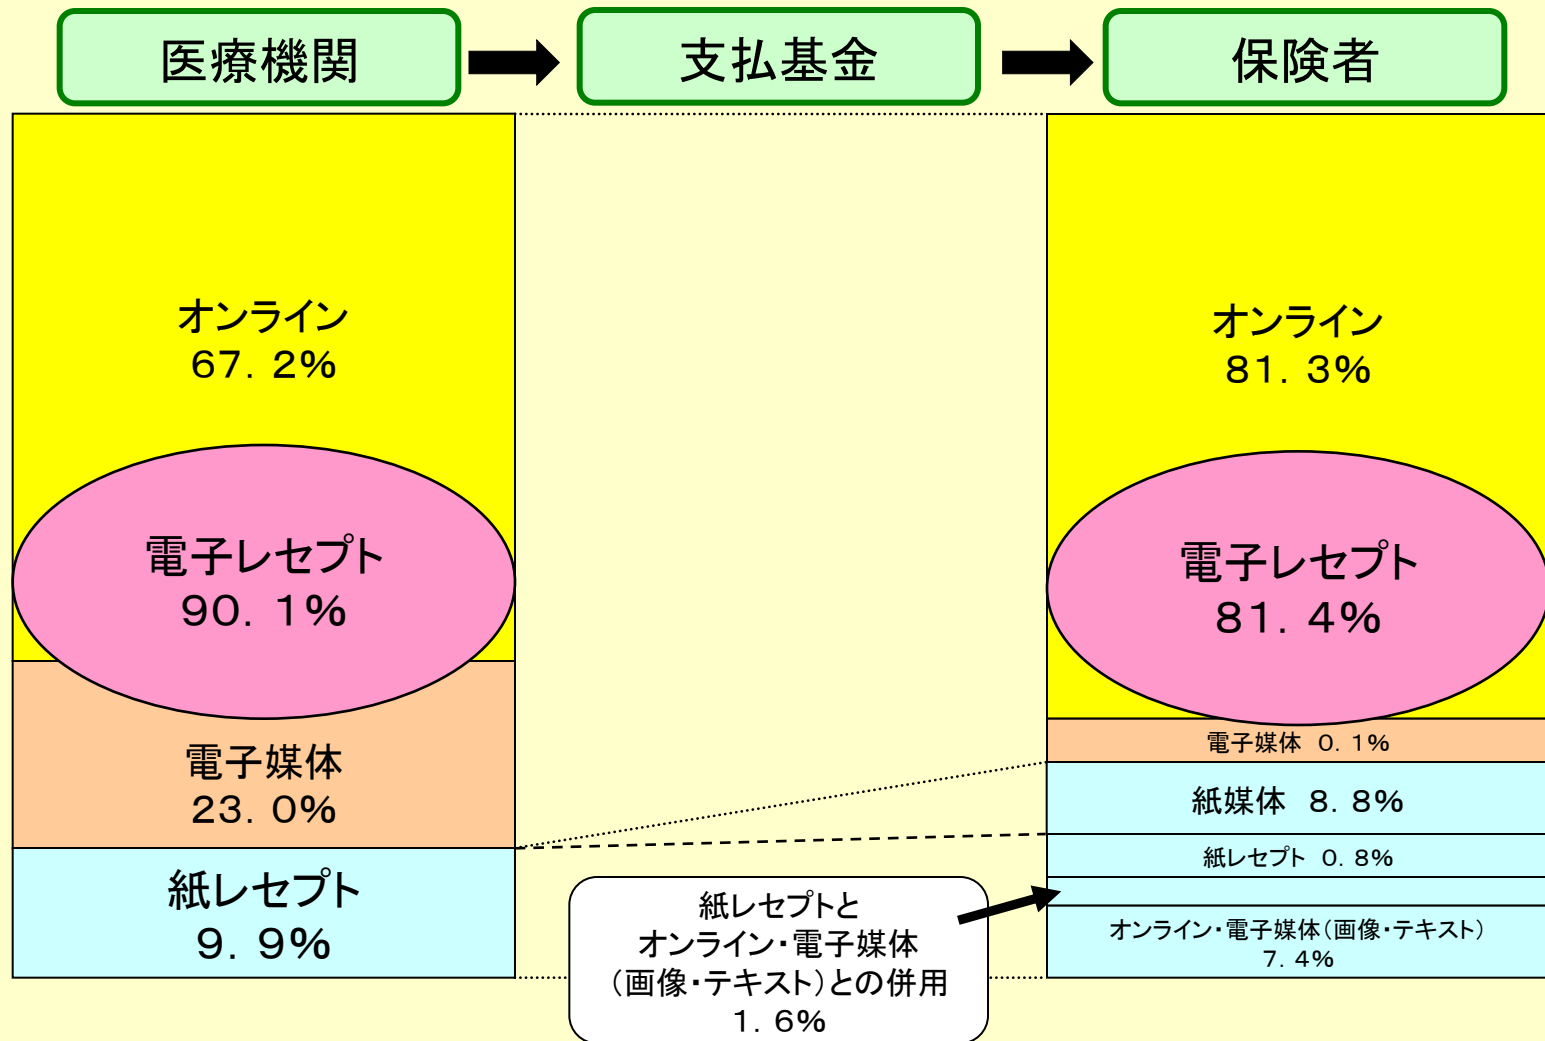 医療機関
支払基金
保険者
オンライン
67.2%
電子レセプト
90.1%
電子媒体
23.0%
紙レセプト
9.9%
紙レセプトと
オンライン・電子媒体
(画像・テキスト)との併用
1.6%
オンライン
81.3%
電子レセプト
81.4%
電子媒体 0.1%
紙媒体 8.8%
紙レセプト 0.8%
オンライン・電子媒体(画像・テキスト)
7.4%